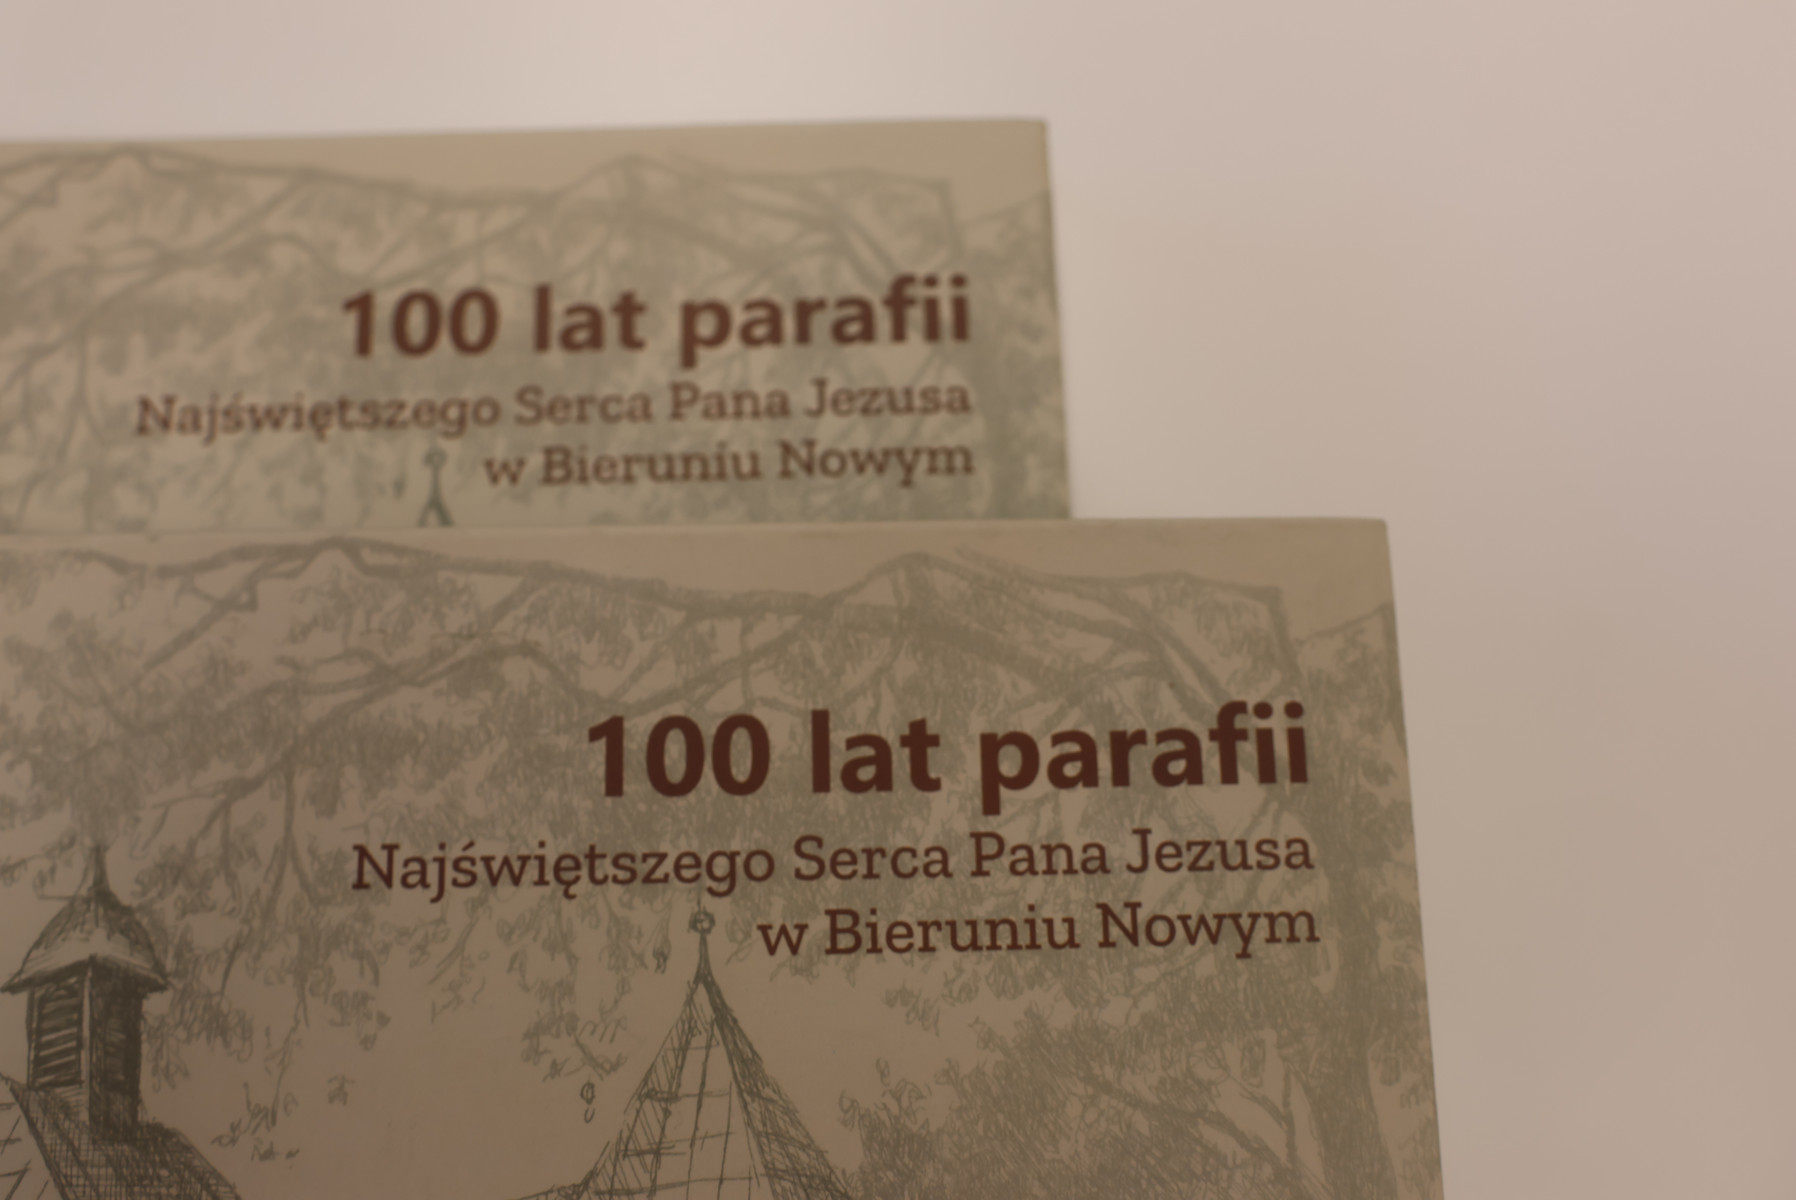 100 lat parafii
Najświętszego Serca Pana Jezusa
w Bieruniu Nowym
100 lat parafii
Najświętszego Serca Pana Jezusa
w Bieruniu Nowym